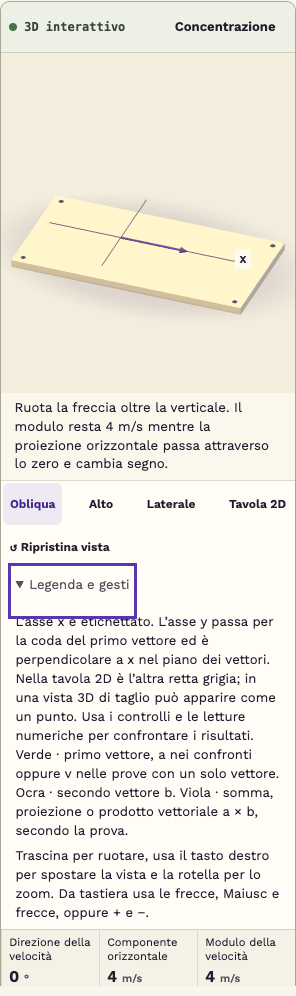 3D interattivo Concentrazione
x
Ruota la freccia oltre la verticale. Il
modulo resta 4 m/s mentre la
proiezione orizzontale passa attraverso
lo zero e cambia segno.
Obliqua Alto Laterale Tavola 2D
↺ Ripristina vista
▼ Legenda e gesti
L’asse x è etichettato. L’asse y passa per
la coda del primo vettore ed è
perpendicolare a x nel piano dei vettori.
Nella tavola 2D è l’altra retta grigia; in
una vista 3D di taglio può apparire come
un punto. Usa i controlli e le letture
numeriche per confrontare i risultati.
Verde · primo vettore, a nei confronti
oppure v nelle prove con un solo vettore.
Ocra · secondo vettore b. Viola · somma,
proiezione o prodotto vettoriale a × b,
secondo la prova.
Trascina per ruotare, usa il tasto destro
per spostare la vista e la rotella per lo
zoom. Da tastiera usa le frecce, Maiusc e
frecce, oppure + e −.
Direzione della velocità
0 °
Componente orizzontale
4 m/s
Modulo della velocità
4 m/s